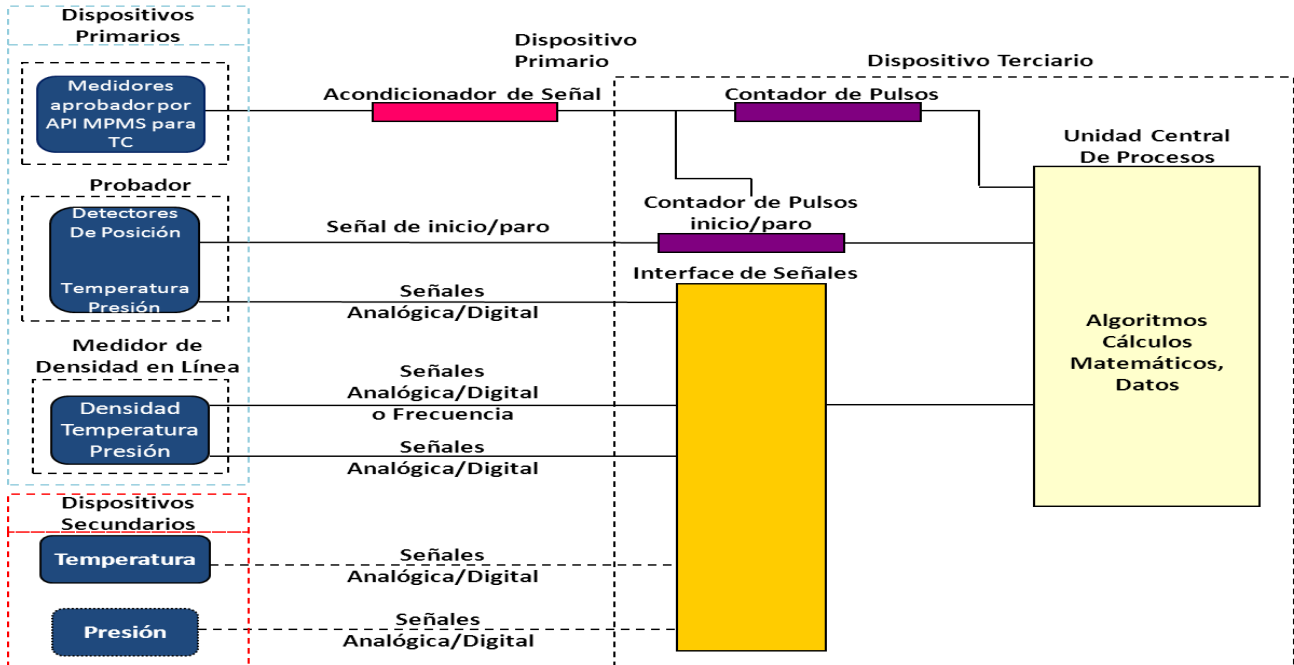 Dispositivos
Primarios
Medidores
aprobador por
API MPMS para
TC
Probador
Detectores
De Posición
Temperatura
Presión
Medidor de
Densidad en Línea
Densidad
Temperatura
Presión
Dispositivos
Secundarios
Temperatura
Presión
Acondicionador de Señal
Señal de inicio/paro
Señales
Analógica/Digital
Señales
Analógica/Digital
o Frecuencia
Señales
Analógica/Digital
Señales
Analógica/Digital
Señales
Analógica/Digital
Dispositivo
Primario
Dispositivo Terciario
Contador de Pulsos
Contador de Pulsos
inicio/paro
Interface de Señales
Unidad Central
De Procesos
Algoritmos
Cálculos
Matemáticos,
Datos